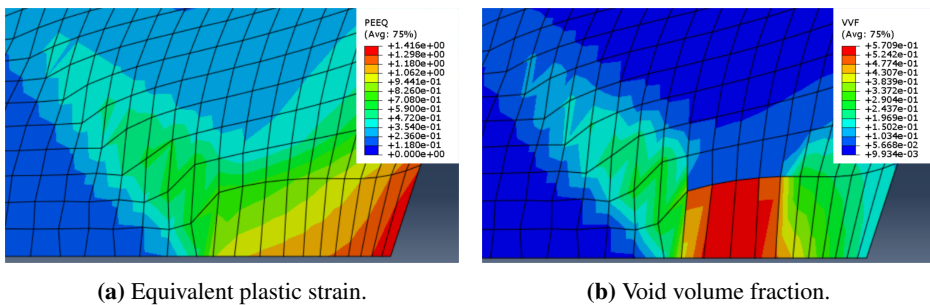 PEEQ
(Avg: 75%)
+1.416e+00
+1.298e+00
+1.180e+00
+1.062e+00
+9.441e-01
+8.260e-01
+7.080e-01
+5.900e-01
+4.720e-01
+3.540e-01
+2.360e-01
+1.180e-01
+0.000e+00
VVF
(Avg: 75%)
+5.709e-01
+5.242e-01
+4.774e-01
+4.307e-01
+3.839e-01
+3.372e-01
+2.904e-01
+2.437e-01
+1.969e-01
+1.502e-01
+1.034e-01
+5.668e-02
+9.934e-03
(a) Equivalent plastic strain.
(b) Void volume fraction.